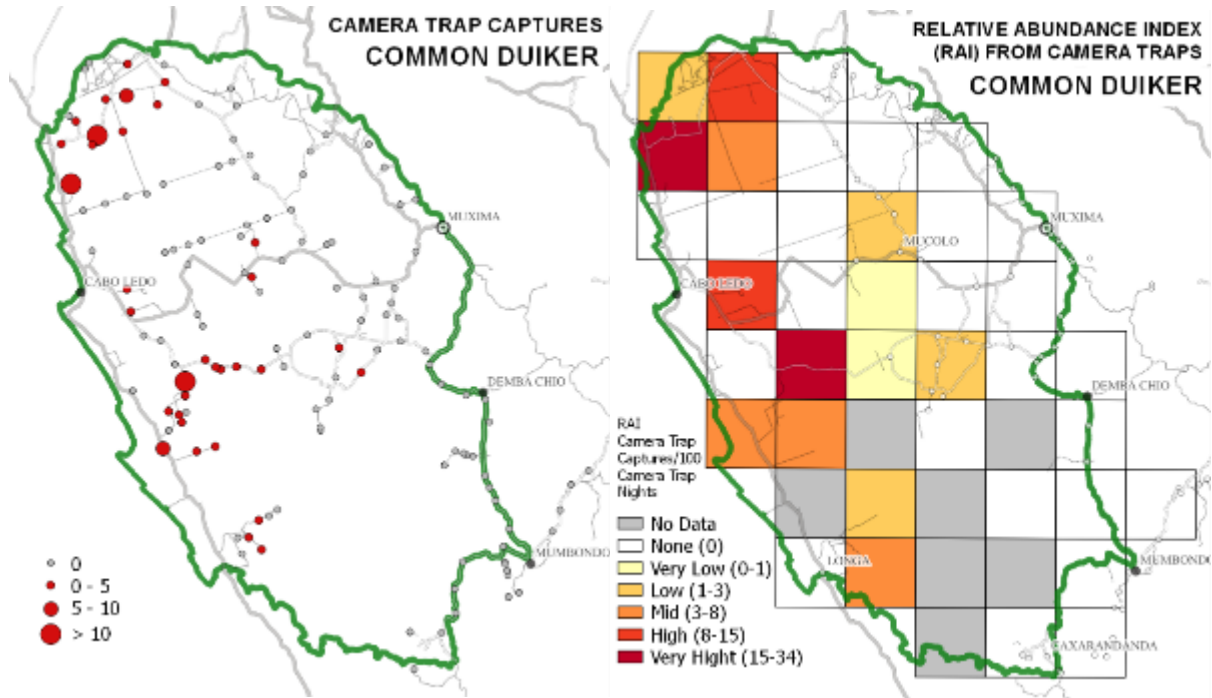 CAMERA TRAP CAPTURES
COMMON DUIKER
MUXIMA
CABO LEDO
DEMBA CHIO
MUMBONDO
0
0 - 5
5 - 10
> 10
RELATIVE ABUNDANCE INDEX
(RAI) FROM CAMERA TRAPS
COMMON DUIKER
MUXIMA
MUCOLO
CABO LEDO
DEMBA CHIO
RAI
Camera Trap
Captures/100
Camera Trap
Nights
No Data
None (0)
Very Low (0-1)
Low (1-3)
Mid (3-8)
High (8-15)
Very Hight (15-34)
LONGA
MUMBONDO
CAXARANDANDA